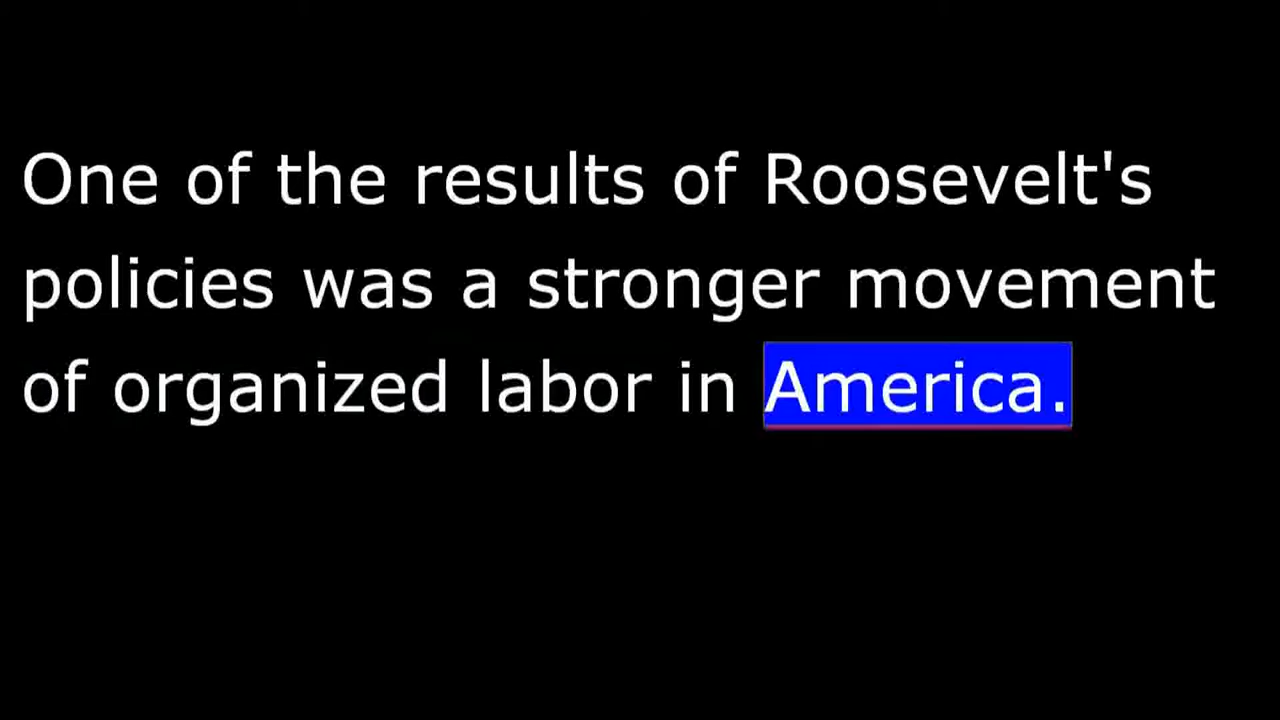 One of the results of Roosevelt's
policies was a stronger movement
of organized labor in America.